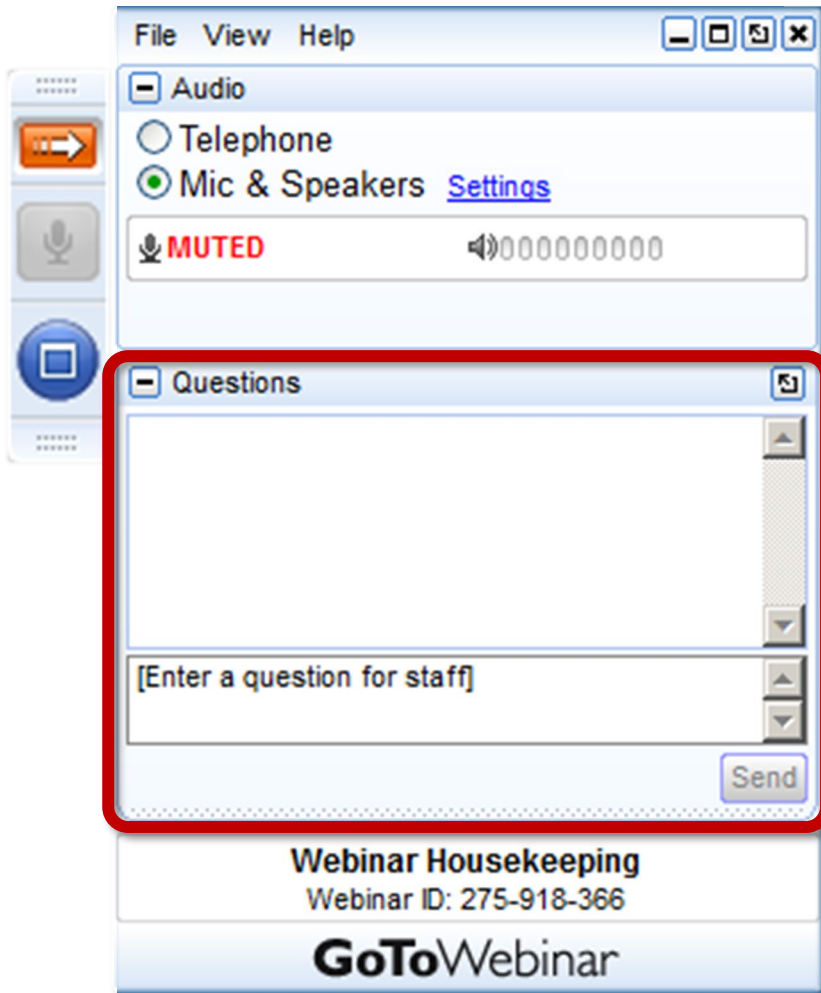 File View Help
Audio
Telephone
Mic & Speakers Settings
MUTED 000000000
Questions
[Enter a question for staff]
Send
Webinar Housekeeping
Webinar ID: 275-918-366
GoToWebinar